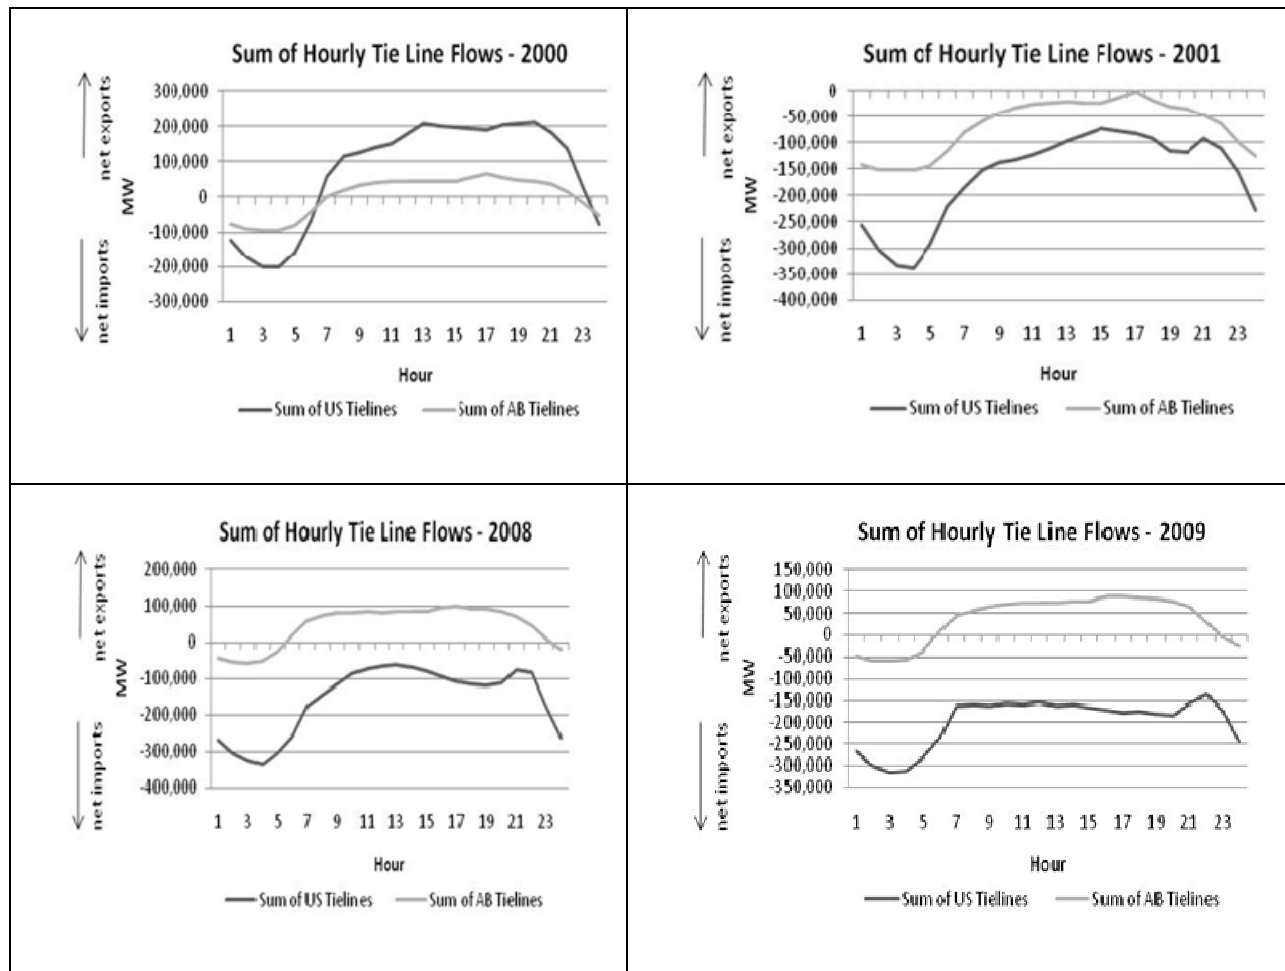 Sum of Hourly Tie Line Flows - 2000
net exports
MW
net imports
300,000
200,000
100,000
0
-100,000
-200,000
-300,000
1 3 5 7 9 11 13 15 17 19 21 23
Hour
Sum of US Tielines Sum of AB Tielines
Sum of Hourly Tie Line Flows - 2001
net exports
MW
net imports
0
-50,000
-100,000
-150,000
-200,000
-250,000
-300,000
-350,000
-400,000
1 3 5 7 9 11 13 15 17 19 21 23
Hour
Sum of US Tielines Sum of AB Tielines
Sum of Hourly Tie Line Flows - 2008
net exports
MW
net imports
200,000
100,000
0
-100,000
-200,000
-300,000
-400,000
1 3 5 7 9 11 13 15 17 19 21 23
Hour
Sum of US Tielines Sum of AB Tielines
Sum of Hourly Tie Line Flows - 2009
net exports
MW
net imports
150,000
100,000
50,000
0
-50,000
-100,000
-150,000
-200,000
-250,000
-300,000
-350,000
1 3 5 7 9 11 13 15 17 19 21 23
Hour
Sum of US Tielines Sum of AB Tielines